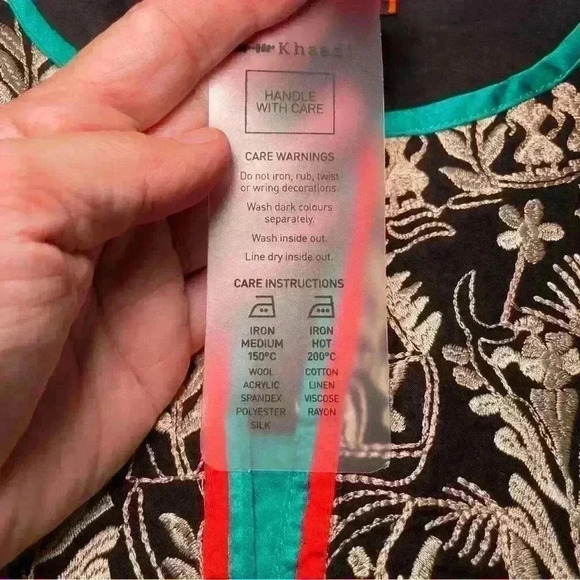 Khaadi
HANDLE
WITH CARE
CARE WARNINGS
Do not iron, rub, twist
or wring decorations.
Wash dark colours
separately.
Wash inside out.
Line dry inside out.
CARE INSTRUCTIONS
IRON IRON
MEDIUM HOT
150°C 200°C
WOOL COTTON
ACRYLIC LINEN
SPANDEX VISCOSE
POLYESTER RAYON
SILK